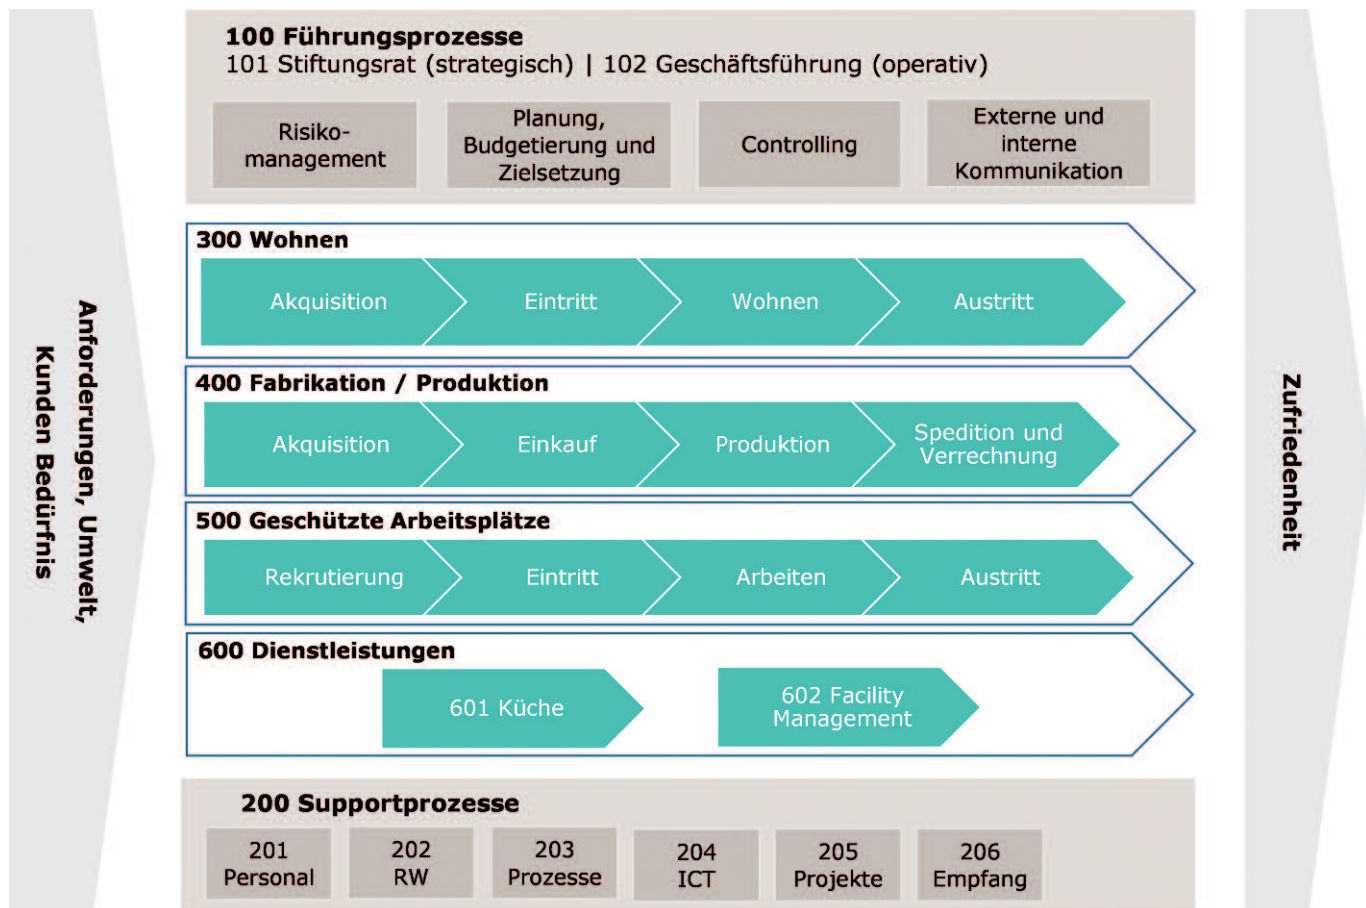 100 Führungsprozesse
101 Stiftungsrat (strategisch) | 102 Geschäftsführung (operativ)
Risiko-
management
Planung,
Budgetierung und
Zielsetzung
Controlling
Externe und
interne
Kommunikation
Anforderungen, Umwelt,
Kunden Bedürfnis
300 Wohnen
Akquisition
Eintritt
Wohnen
Austritt
400 Fabrikation / Produktion
Akquisition
Einkauf
Produktion
Spedition und
Verrechnung
500 Geschützte Arbeitsplätze
Rekrutierung
Eintritt
Arbeiten
Austritt
600 Dienstleistungen
601 Küche
602 Facility
Management
200 Supportprozesse
201
Personal
202
RW
203
Prozesse
204
ICT
205
Projekte
206
Empfang
Zufriedenheit